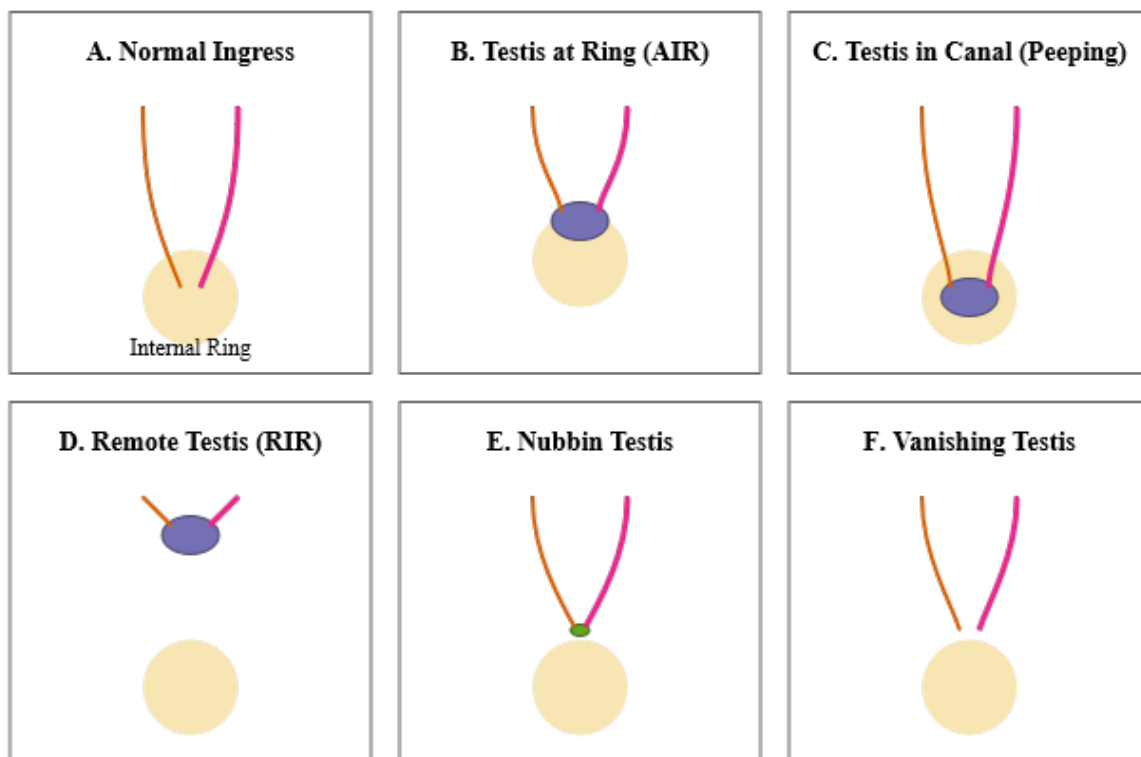 A. Normal Ingress
B. Testis at Ring (AIR)
C. Testis in Canal (Peeping)
Internal Ring
D. Remote Testis (RIR)
E. Nubbin Testis
F. Vanishing Testis